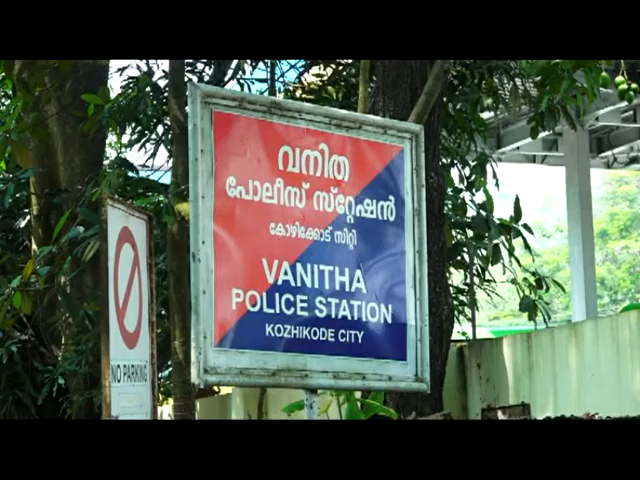 വനിത
പോലീസ് സ്റ്റേഷൻ
കോഴിക്കോട് സിറ്റി
VANITHA
POLICE STATION
KOZHIKODE CITY
NO PARKING